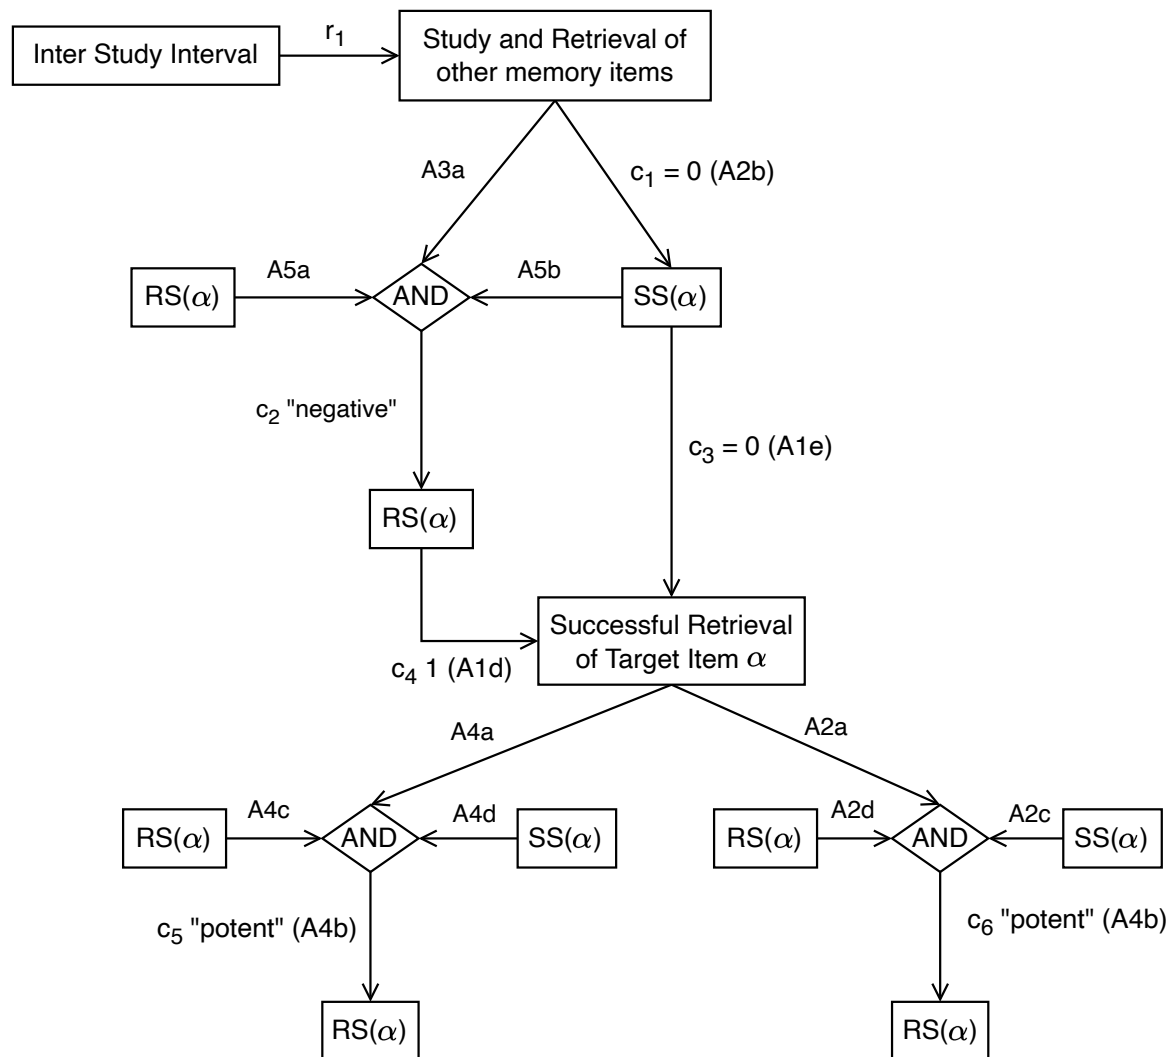 Inter Study Interval
r1
Study and Retrieval of
other memory items
A3a
c1 = 0 (A2b)
RS(α)
A5a
AND
A5b
SS(α)
c2 "negative"
c3 = 0 (A1e)
RS(α)
c4 1 (A1d)
Successful Retrieval
of Target Item α
A4a
A2a
RS(α)
A4c
AND
A4d
SS(α)
RS(α)
A2d
AND
A2c
SS(α)
c5 "potent" (A4b)
c6 "potent" (A4b)
RS(α)
RS(α)